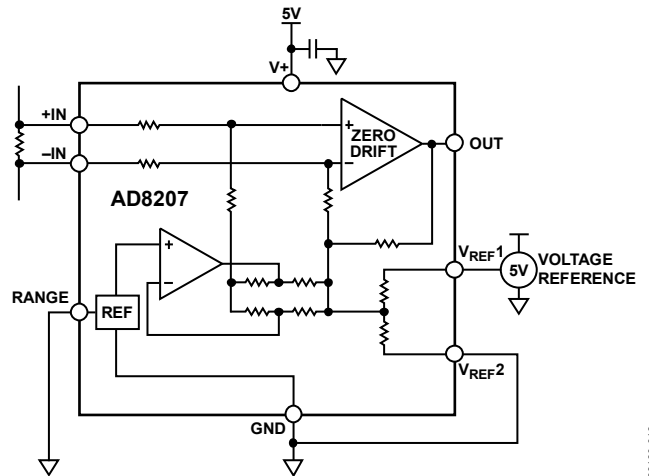 5V
V+
+IN
–IN
ZERO
DRIFT
OUT
AD8207
VREF1
5V
VOLTAGE
REFERENCE
RANGE
REF
VREF2
GND